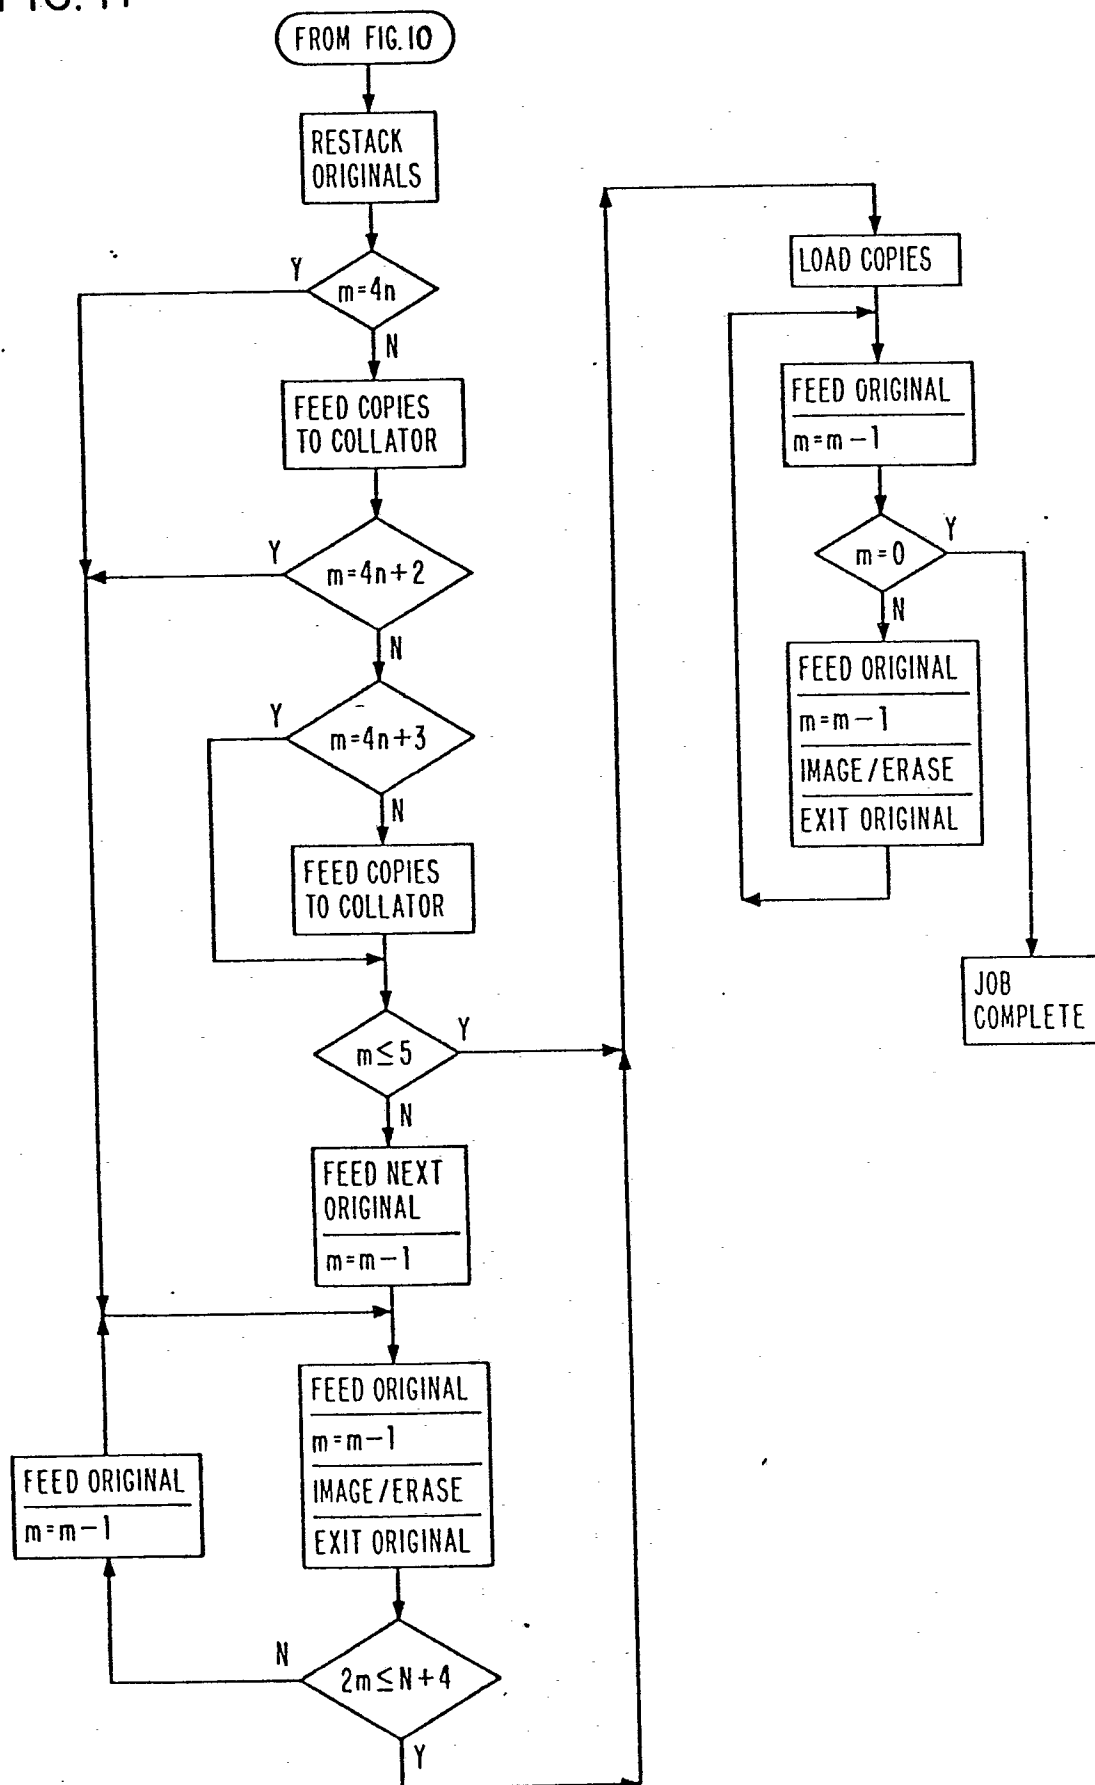 FIG. 11
FROM FIG.10
RESTACK
ORIGINALS
Y
m=4n
N
FEED COPIES
TO COLLATOR
Y
m=4n+2
N
Y
m=4n+3
N
FEED COPIES
TO COLLATOR
m≤5
Y
N
FEED NEXT
ORIGINAL
m=m-1
FEED ORIGINAL
m=m-1
IMAGE/ERASE
EXIT ORIGINAL
FEED ORIGINAL
m=m-1
N
2m≤N+4
Y
LOAD COPIES
FEED ORIGINAL
m=m-1
m=0
Y
N
FEED ORIGINAL
m=m-1
IMAGE/ERASE
EXIT ORIGINAL
JOB
COMPLETE